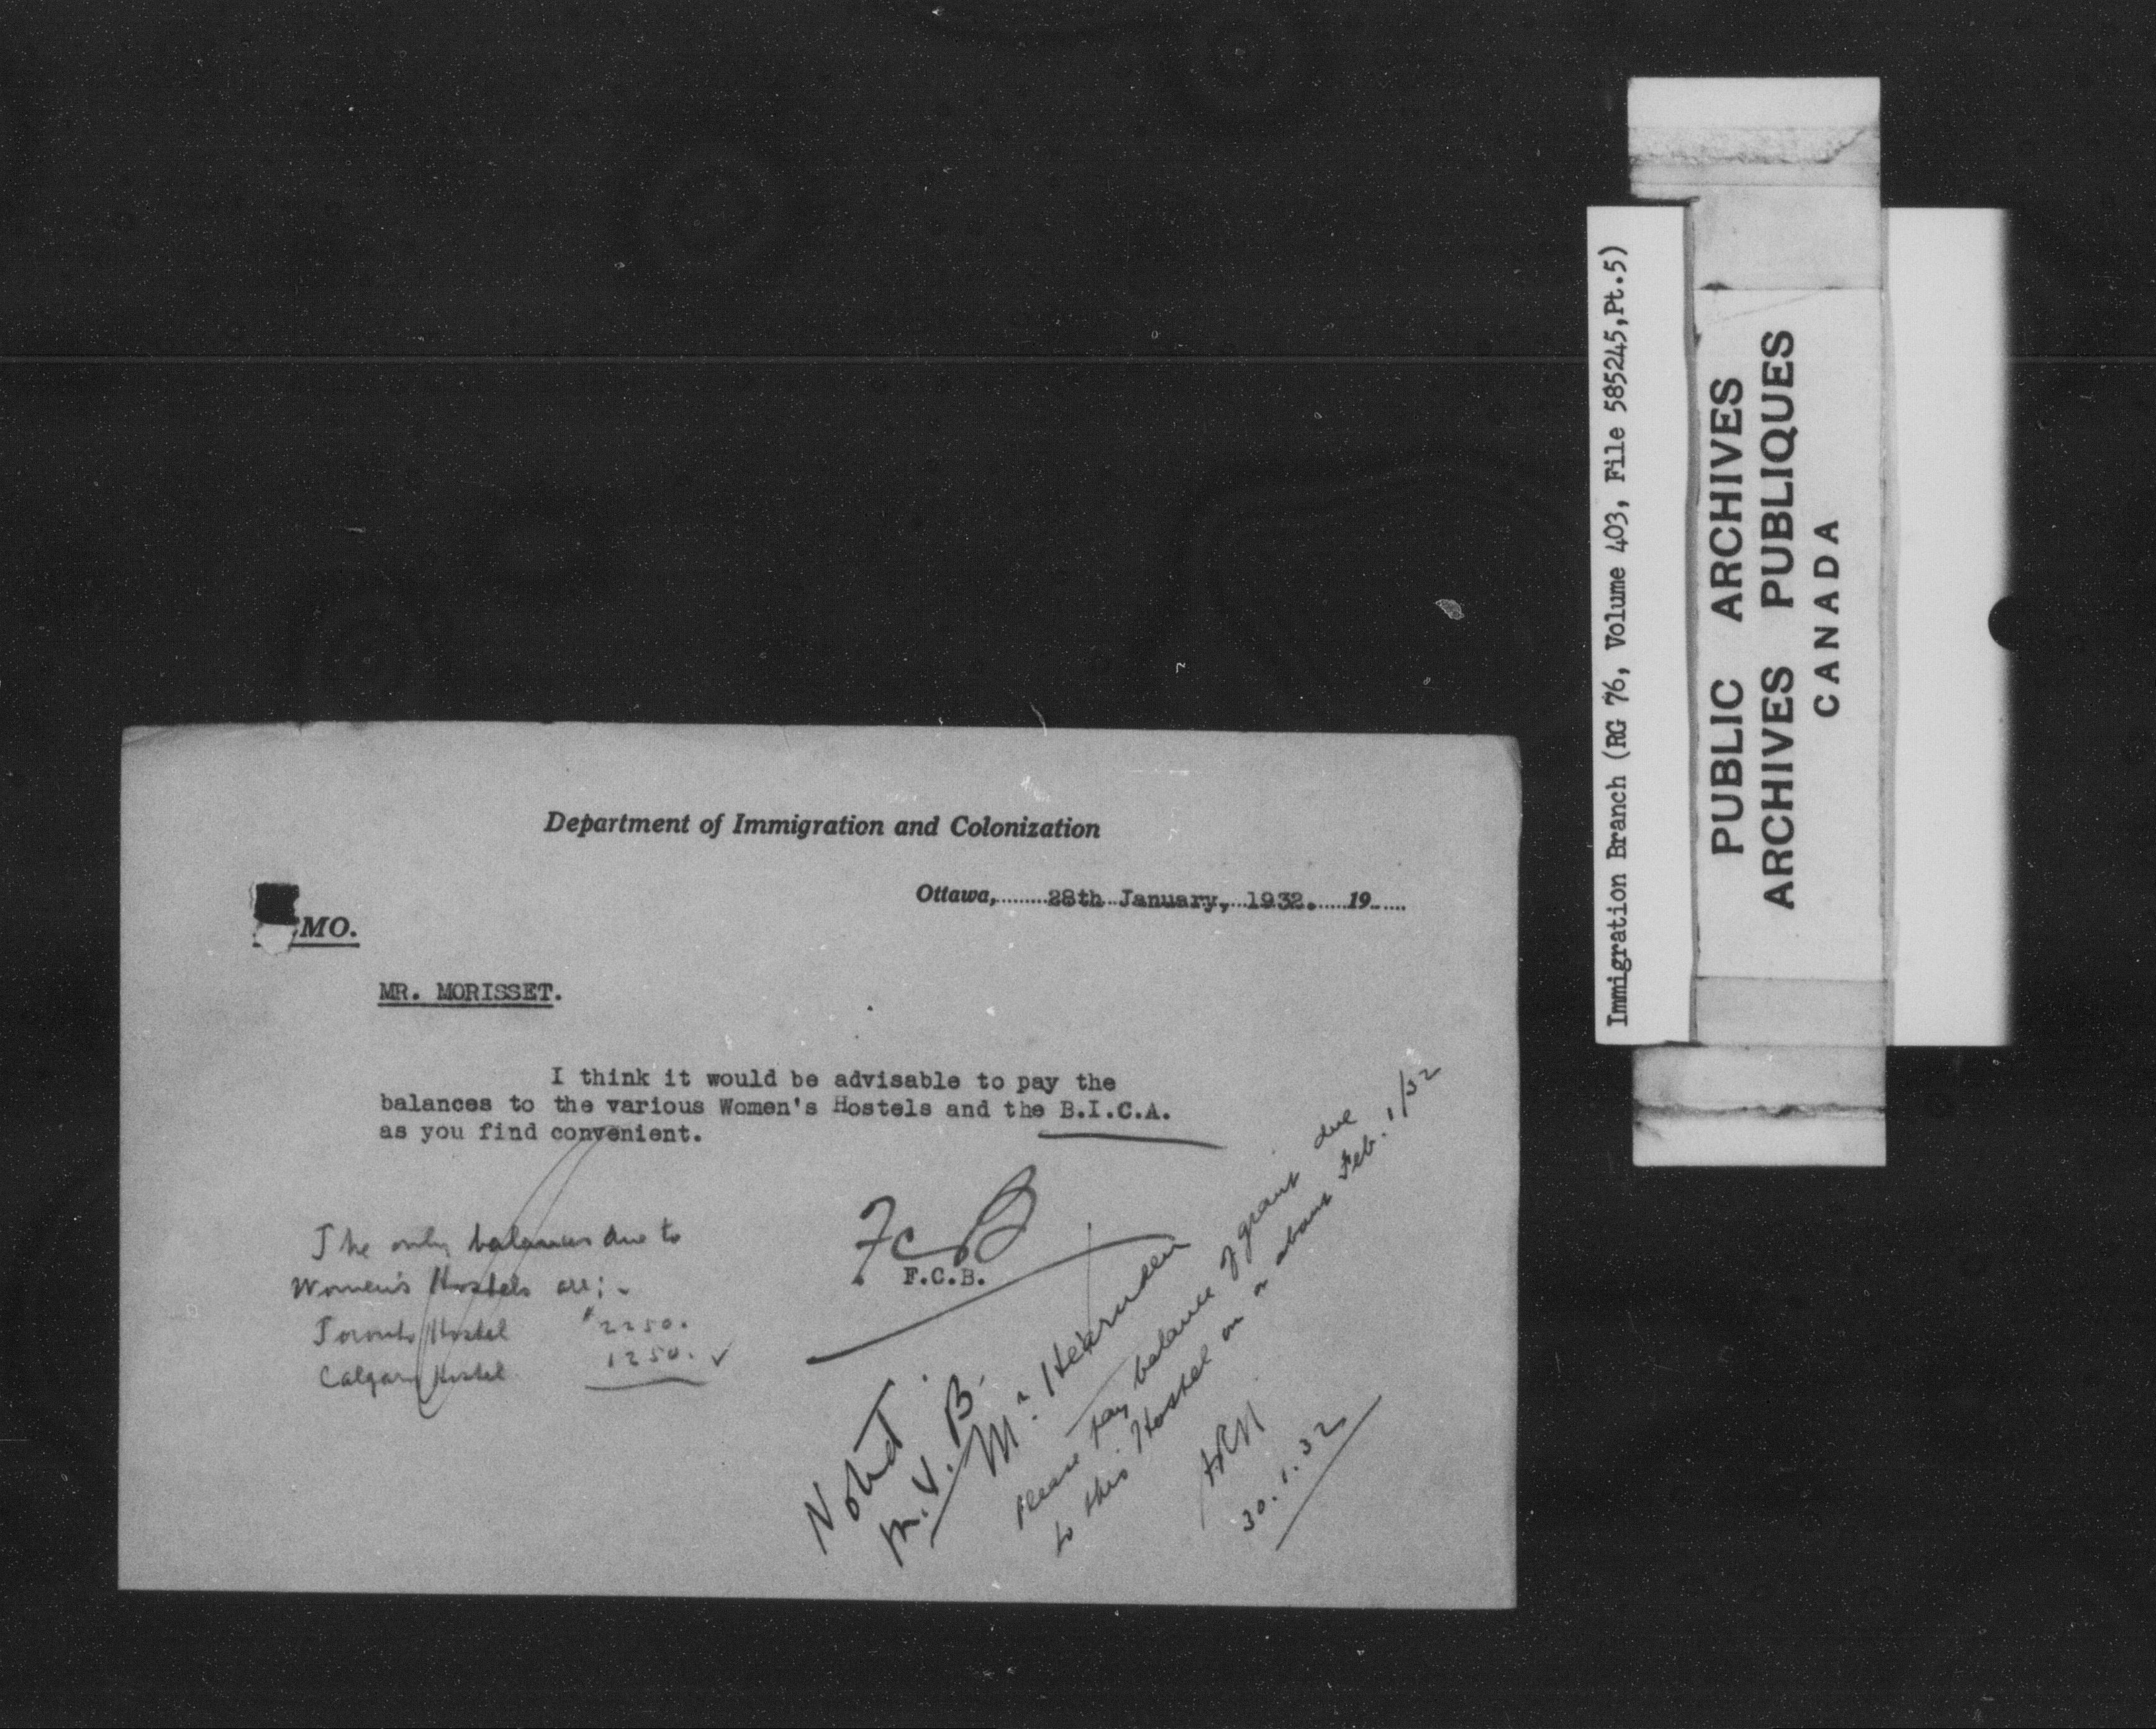 Department of Immigration and Colonization
Ottawa, 28th January, 1932. 19
MO.
MR. MORISSET.
I think it would be advisable to pay the
balances to the various Women's Hostels and the B.I.C.A.
as you find convenient.
FCB
F.C.B.
The only balances due to
Women's Hostels are:-
Toronto Hostel $2250.
Calgary Hostel 1250. ✓
Noted.
M.V.B.
Mr.
Please pay balance of grant due
to this Hostel on or about Feb. 1/32
30.1.32
Immigration Branch (RG 76, Volume 403, File 585245,Pt.5)
PUBLIC ARCHIVES
ARCHIVES PUBLIQUES
CANADA